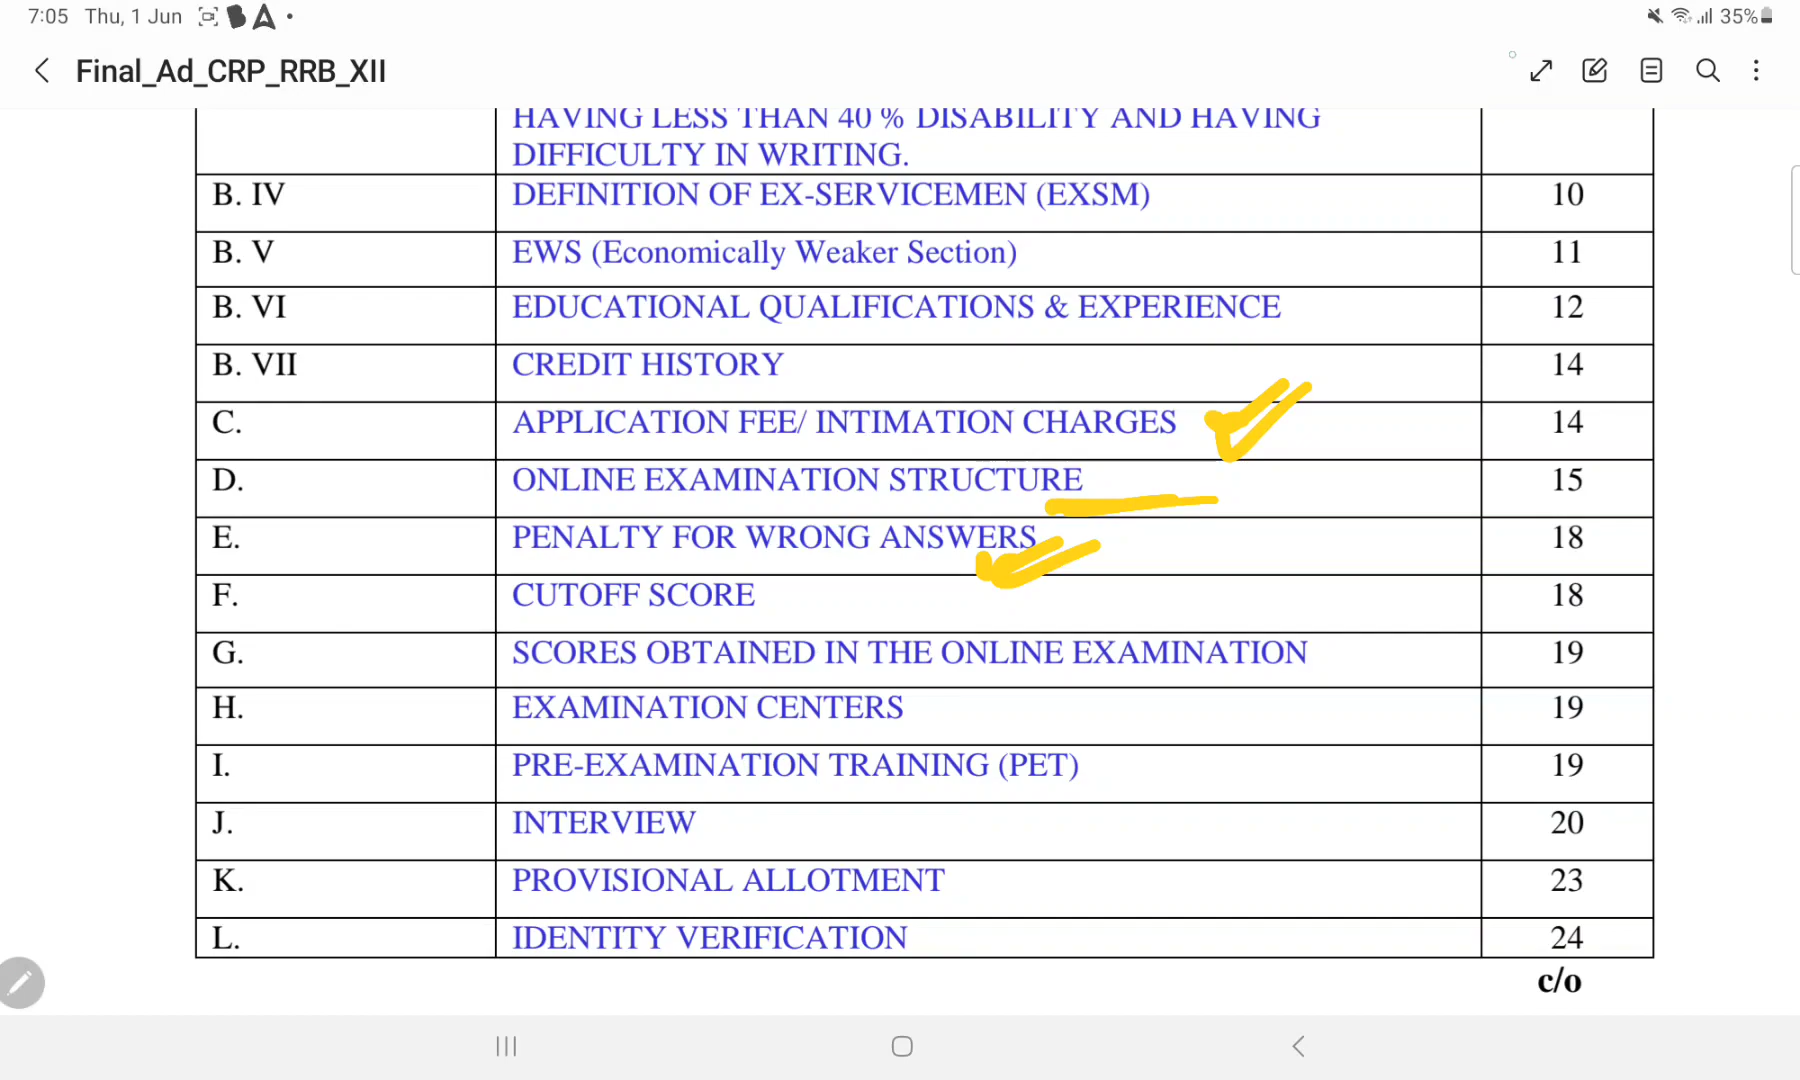 7:05 Thu, 1 Jun
35%
Final_Ad_CRP_RRB_XII
HAVING LESS THAN 40 % DISABILITY AND HAVING
DIFFICULTY IN WRITING.
B. IV DEFINITION OF EX-SERVICEMEN (EXSM) 10
B. V EWS (Economically Weaker Section) 11
B. VI EDUCATIONAL QUALIFICATIONS & EXPERIENCE 12
B. VII CREDIT HISTORY 14
C. APPLICATION FEE/ INTIMATION CHARGES 14
D. ONLINE EXAMINATION STRUCTURE 15
E. PENALTY FOR WRONG ANSWERS 18
F. CUTOFF SCORE 18
G. SCORES OBTAINED IN THE ONLINE EXAMINATION 19
H. EXAMINATION CENTERS 19
I. PRE-EXAMINATION TRAINING (PET) 19
J. INTERVIEW 20
K. PROVISIONAL ALLOTMENT 23
L. IDENTITY VERIFICATION 24
c/o